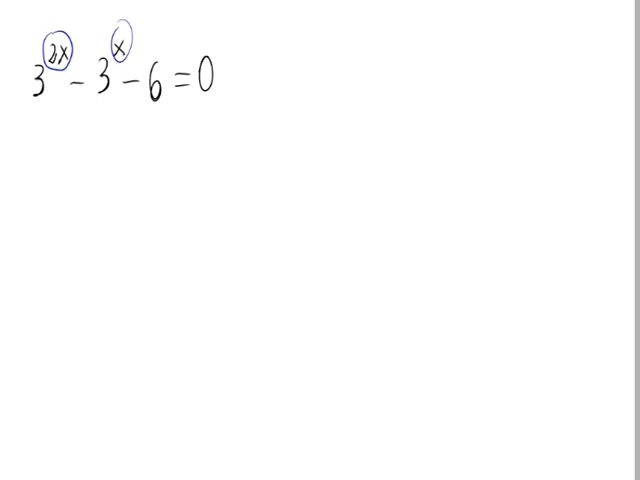 3^{2x} - 3^{x} - 6 = 0